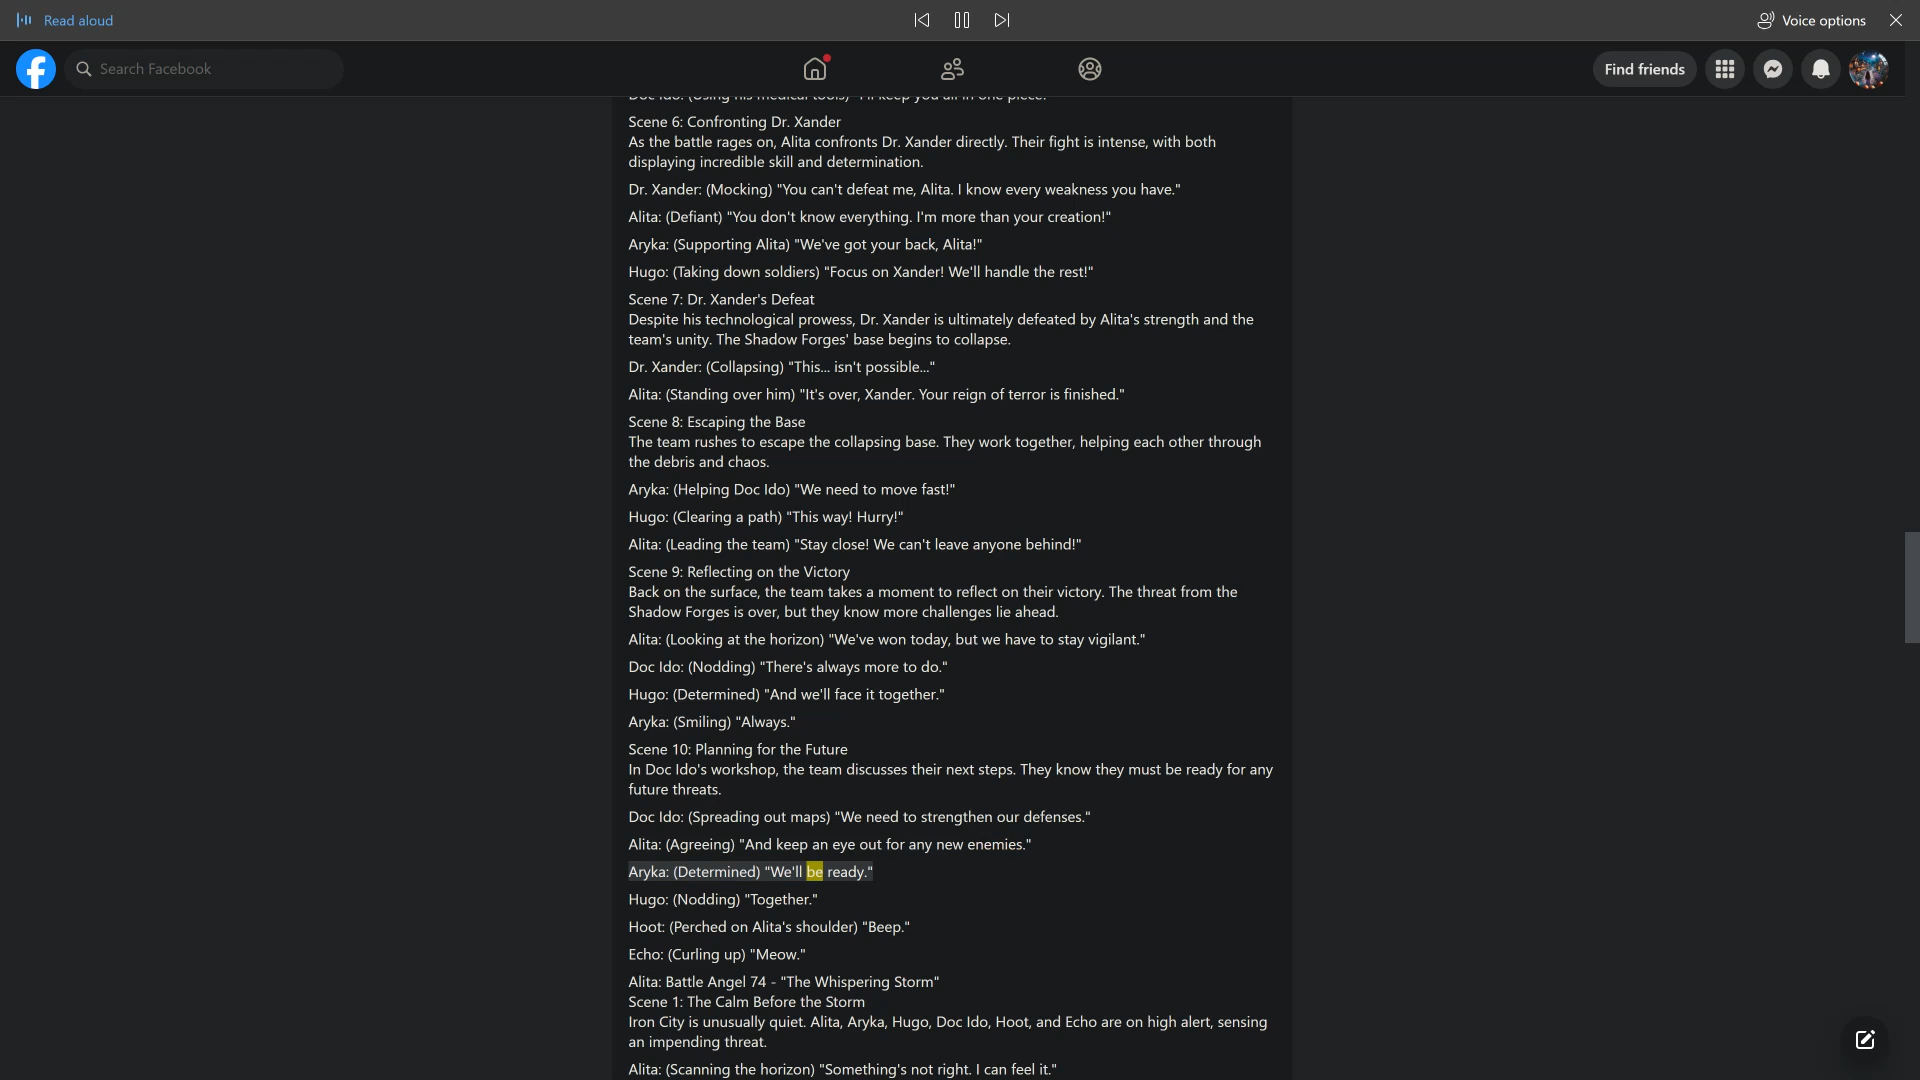 Read aloud
Voice options
Search Facebook
Find friends
Doc Ido: (Using his medical tools) "I'll keep you all in one piece."
Scene 6: Confronting Dr. Xander
As the battle rages on, Alita confronts Dr. Xander directly. Their fight is intense, with both
displaying incredible skill and determination.
Dr. Xander: (Mocking) "You can't defeat me, Alita. I know every weakness you have."
Alita: (Defiant) "You don't know everything. I'm more than your creation!"
Aryka: (Supporting Alita) "We've got your back, Alita!"
Hugo: (Taking down soldiers) "Focus on Xander! We'll handle the rest!"
Scene 7: Dr. Xander's Defeat
Despite his technological prowess, Dr. Xander is ultimately defeated by Alita's strength and the
team's unity. The Shadow Forges' base begins to collapse.
Dr. Xander: (Collapsing) "This... isn't possible..."
Alita: (Standing over him) "It's over, Xander. Your reign of terror is finished."
Scene 8: Escaping the Base
The team rushes to escape the collapsing base. They work together, helping each other through
the debris and chaos.
Aryka: (Helping Doc Ido) "We need to move fast!"
Hugo: (Clearing a path) "This way! Hurry!"
Alita: (Leading the team) "Stay close! We can't leave anyone behind!"
Scene 9: Reflecting on the Victory
Back on the surface, the team takes a moment to reflect on their victory. The threat from the
Shadow Forges is over, but they know more challenges lie ahead.
Alita: (Looking at the horizon) "We've won today, but we have to stay vigilant."
Doc Ido: (Nodding) "There's always more to do."
Hugo: (Determined) "And we'll face it together."
Aryka: (Smiling) "Always."
Scene 10: Planning for the Future
In Doc Ido's workshop, the team discusses their next steps. They know they must be ready for any
future threats.
Doc Ido: (Spreading out maps) "We need to strengthen our defenses."
Alita: (Agreeing) "And keep an eye out for any new enemies."
Aryka: (Determined) "We'll be ready."
Hugo: (Nodding) "Together."
Hoot: (Perched on Alita's shoulder) "Beep."
Echo: (Curling up) "Meow."
Alita: Battle Angel 74 - "The Whispering Storm"
Scene 1: The Calm Before the Storm
Iron City is unusually quiet. Alita, Aryka, Hugo, Doc Ido, Hoot, and Echo are on high alert, sensing
an impending threat.
Alita: (Scanning the horizon) "Something's not right. I can feel it."